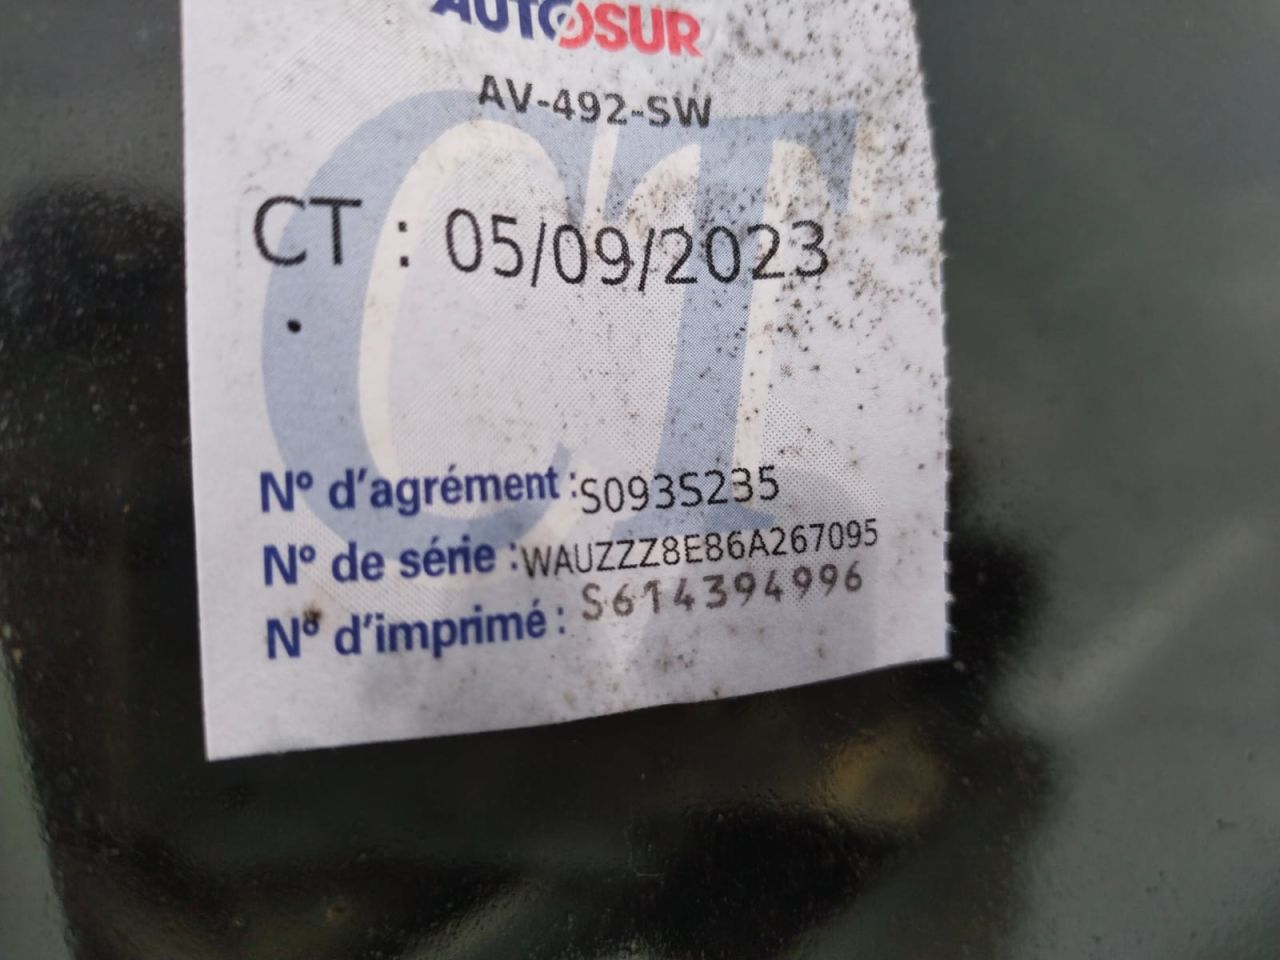 AUTOSUR
AV-492-SW
CT : 05/09/2023
N° d'agrément : S093S235
N° de série : WAUZZZ8E86A267095
N° d'imprimé : S614394996